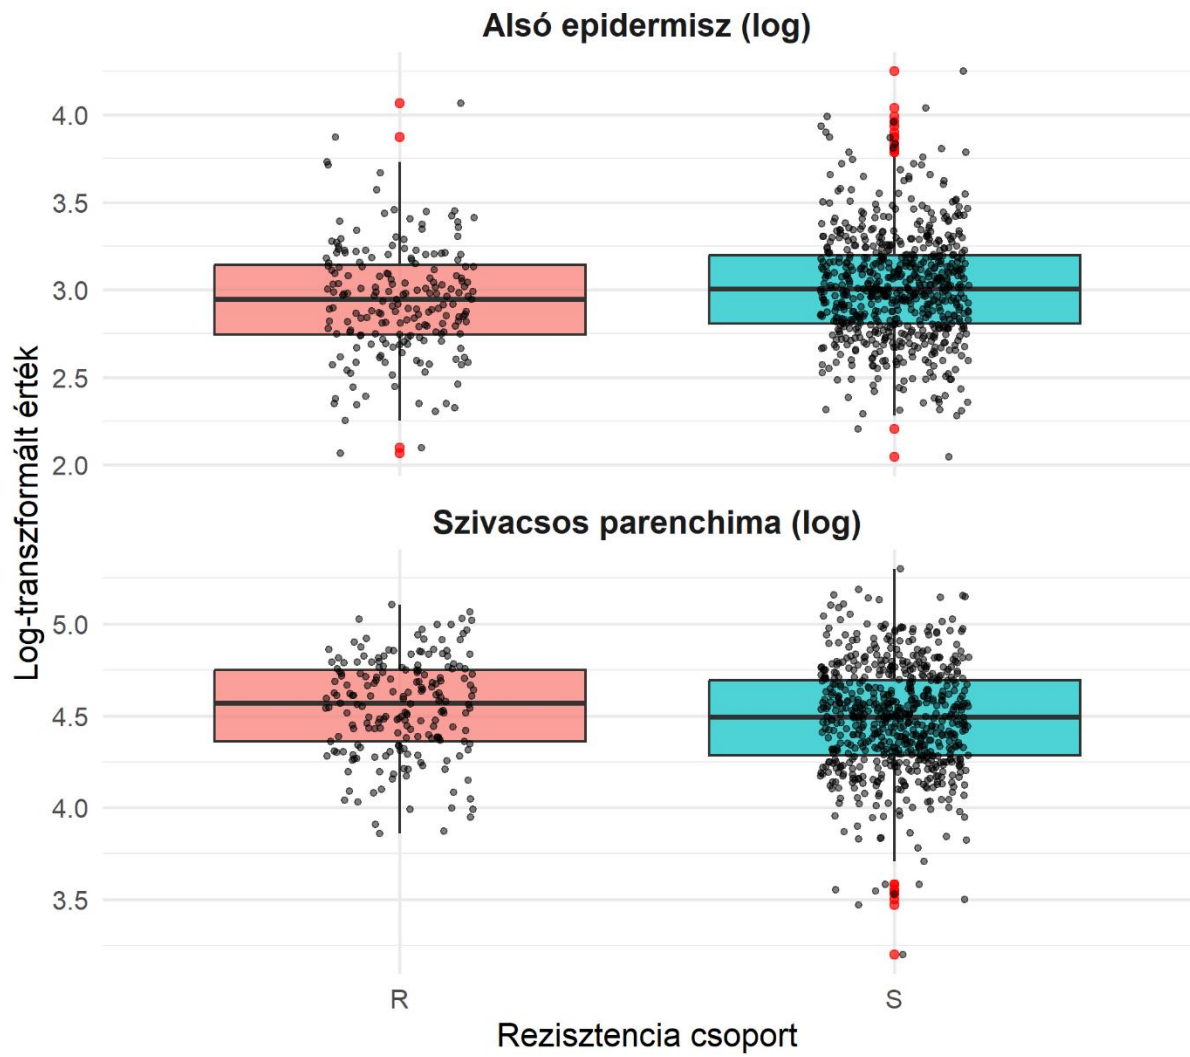 Alsó epidermisz (log)
4.0
3.5
3.0
2.5
2.0
Szivacsos parenchima (log)
5.0
4.5
4.0
3.5
Log-transzformált érték
R
S
Rezisztencia csoport